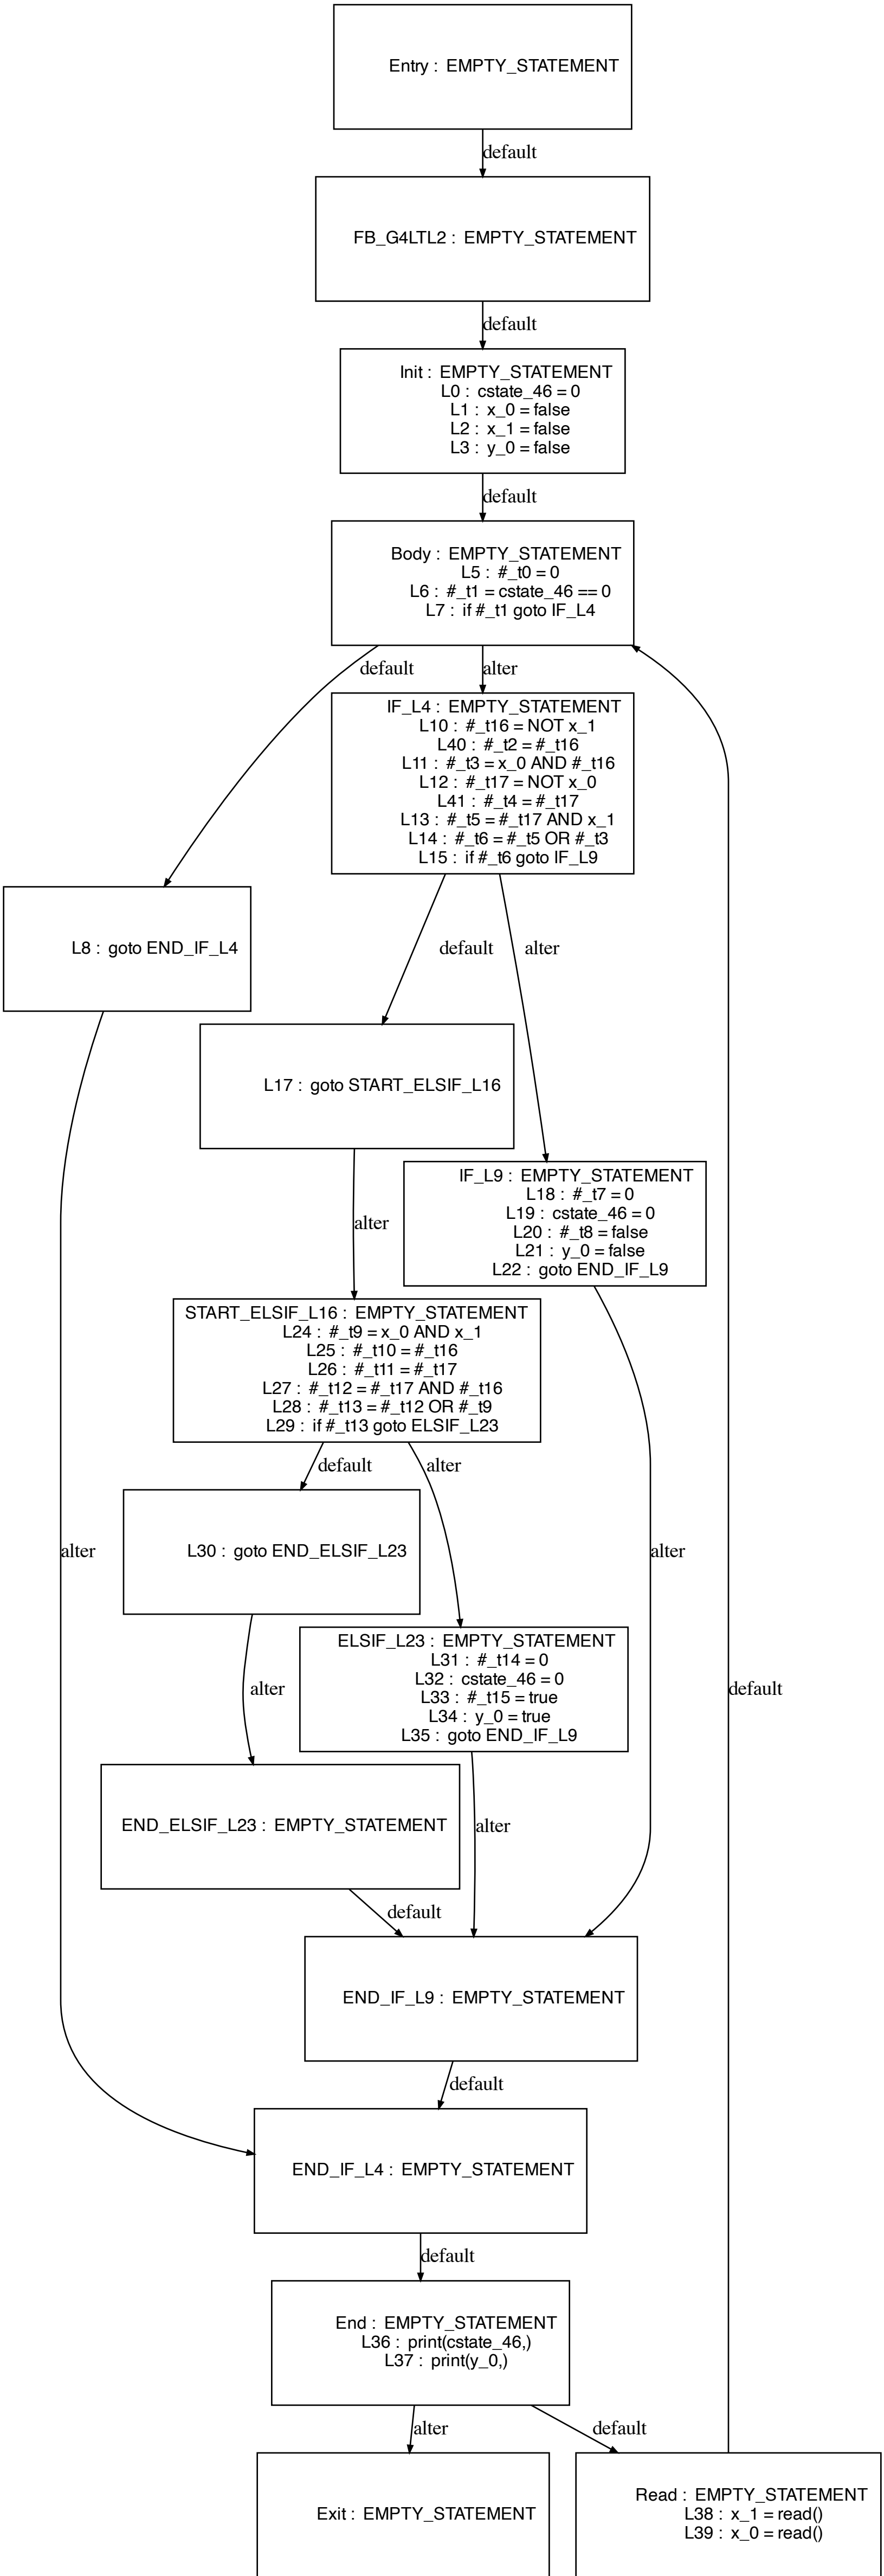 Entry : EMPTY_STATEMENT
default
FB_G4LTL2 : EMPTY_STATEMENT
default
Init : EMPTY_STATEMENT
L0 : cstate_46 = 0
L1 : x_0 = false
L2 : x_1 = false
L3 : y_0 = false
default
Body : EMPTY_STATEMENT
L5 : #_t0 = 0
L6 : #_t1 = cstate_46 == 0
L7 : if #_t1 goto IF_L4
default
alter
IF_L4 : EMPTY_STATEMENT
L10 : #_t16 = NOT x_1
L40 : #_t2 = #_t16
L11 : #_t3 = x_0 AND #_t16
L12 : #_t17 = NOT x_0
L41 : #_t4 = #_t17
L13 : #_t5 = #_t17 AND x_1
L14 : #_t6 = #_t5 OR #_t3
L15 : if #_t6 goto IF_L9
L8 : goto END_IF_L4
default
alter
L17 : goto START_ELSIF_L16
IF_L9 : EMPTY_STATEMENT
L18 : #_t7 = 0
L19 : cstate_46 = 0
L20 : #_t8 = false
L21 : y_0 = false
L22 : goto END_IF_L9
alter
START_ELSIF_L16 : EMPTY_STATEMENT
L24 : #_t9 = x_0 AND x_1
L25 : #_t10 = #_t16
L26 : #_t11 = #_t17
L27 : #_t12 = #_t17 AND #_t16
L28 : #_t13 = #_t12 OR #_t9
L29 : if #_t13 goto ELSIF_L23
default
alter
alter
L30 : goto END_ELSIF_L23
alter
ELSIF_L23 : EMPTY_STATEMENT
L31 : #_t14 = 0
L32 : cstate_46 = 0
L33 : #_t15 = true
L34 : y_0 = true
L35 : goto END_IF_L9
alter
default
END_ELSIF_L23 : EMPTY_STATEMENT
alter
default
END_IF_L9 : EMPTY_STATEMENT
default
END_IF_L4 : EMPTY_STATEMENT
default
End : EMPTY_STATEMENT
L36 : print(cstate_46,)
L37 : print(y_0,)
alter
default
Exit : EMPTY_STATEMENT
Read : EMPTY_STATEMENT
L38 : x_1 = read()
L39 : x_0 = read()